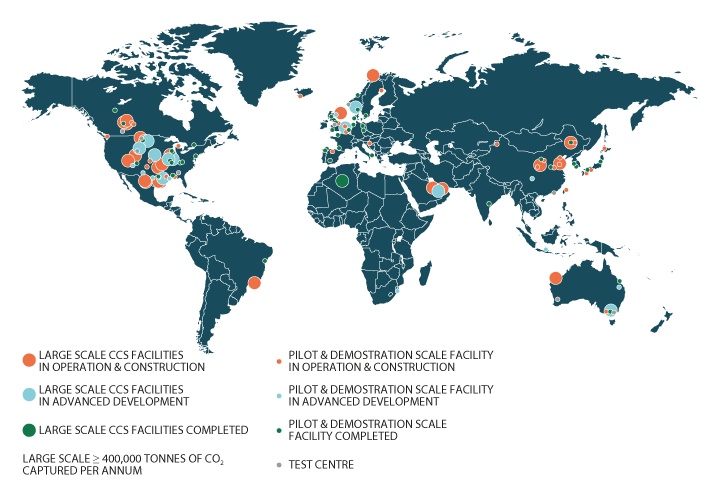 LARGE SCALE CCS FACILITIES
IN OPERATION & CONSTRUCTION
LARGE SCALE CCS FACILITIES
IN ADVANCED DEVELOPMENT
LARGE SCALE CCS FACILITIES COMPLETED
LARGE SCALE ≥ 400,000 TONNES OF CO₂
CAPTURED PER ANNUM
PILOT & DEMOSTRATION SCALE FACILITY
IN OPERATION & CONSTRUCTION
PILOT & DEMOSTRATION SCALE FACILITY
IN ADVANCED DEVELOPMENT
PILOT & DEMOSTRATION SCALE
FACILITY COMPLETED
TEST CENTRE